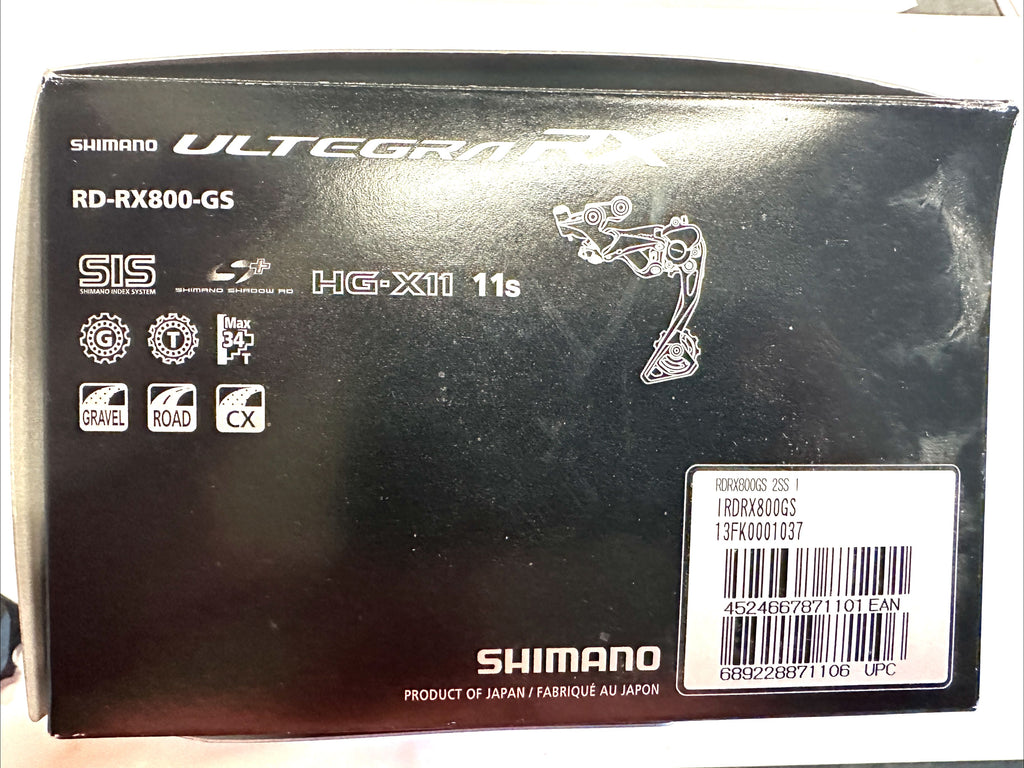 SHIMANO ULTEGRA RX
RD-RX800-GS
SIS
SHIMANO INDEX SYSTEM
S+
SHIMANO SHADOW RD
HG-X11 11s
G
T
Max
34
T
GRAVEL
ROAD
CX
RDRX800GS 2SS 1
IRDRX800GS
13FK0001037
4524667871101 EAN
689228871106 UPC
SHIMANO
PRODUCT OF JAPAN / FABRIQUÉ AU JAPON